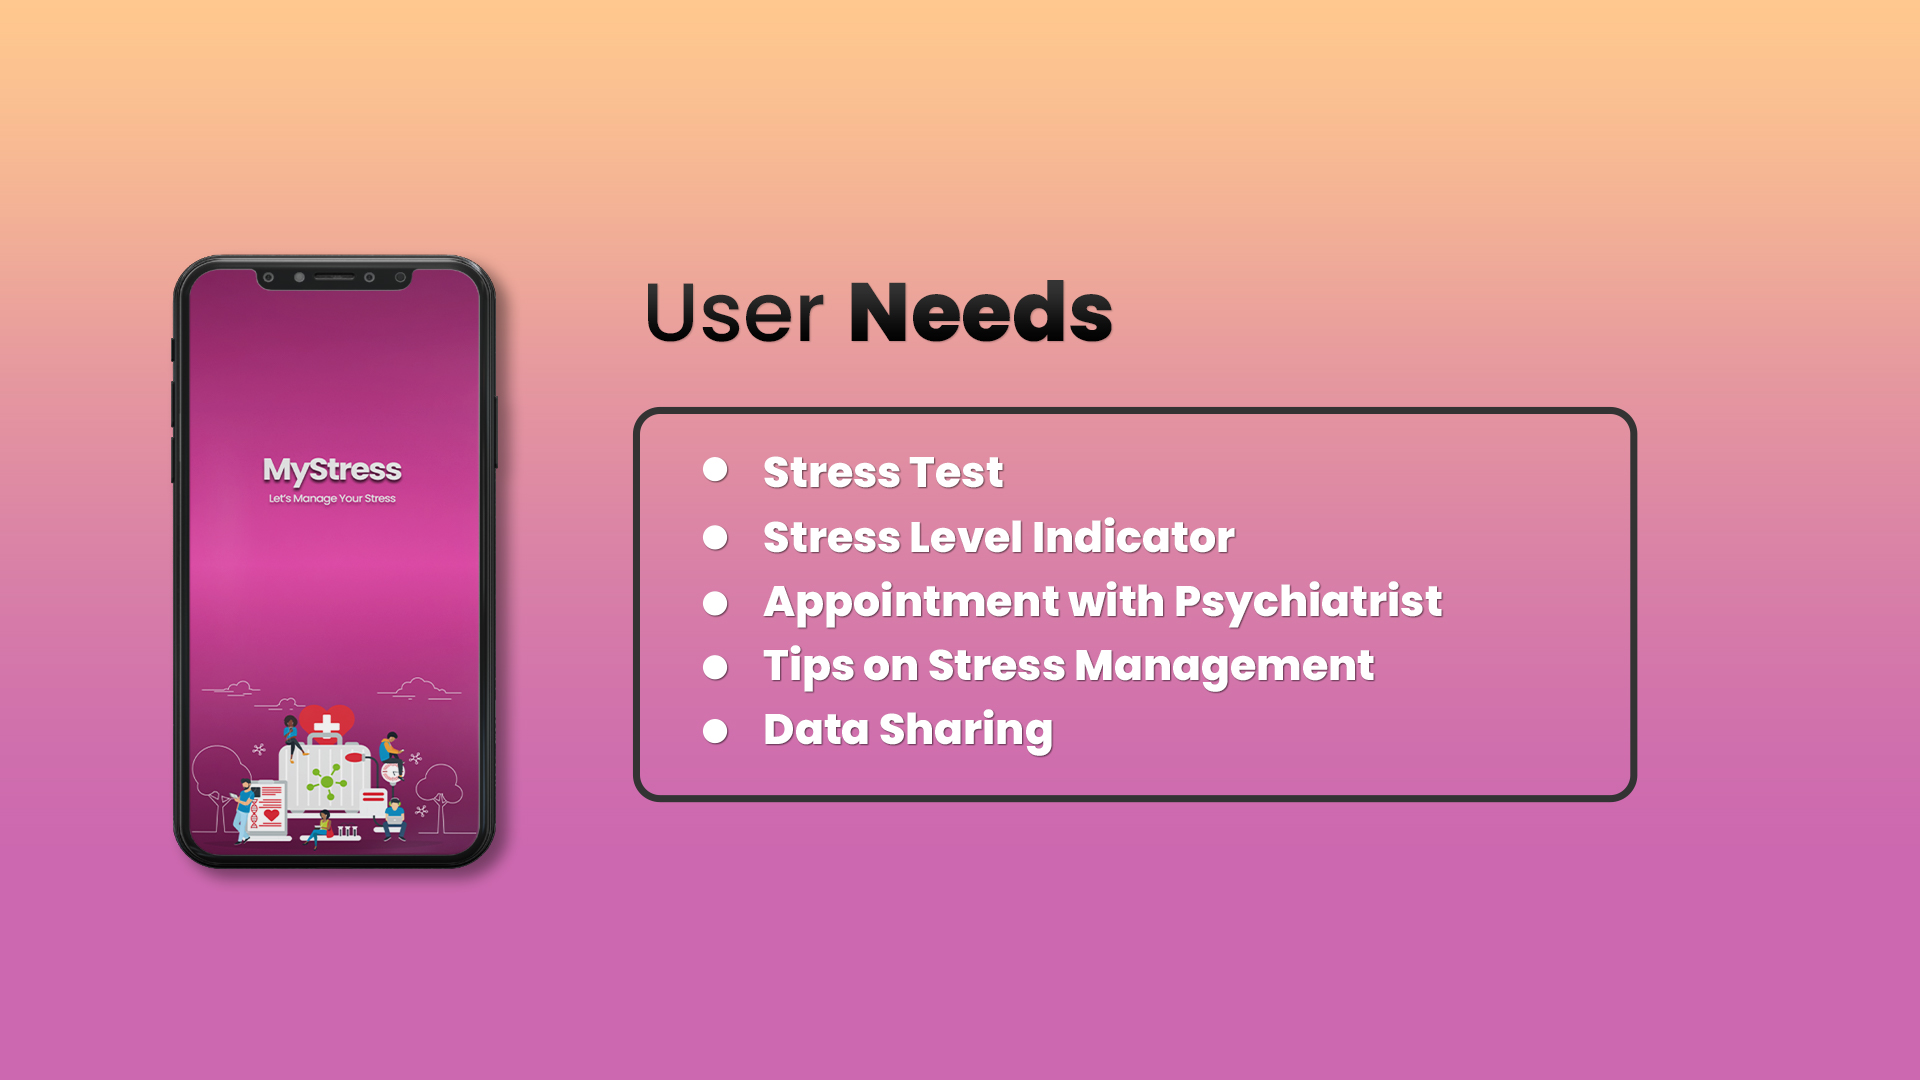 MyStress
Let's Manage Your Stress
User Needs
Stress Test
Stress Level Indicator
Appointment with Psychiatrist
Tips on Stress Management
Data Sharing